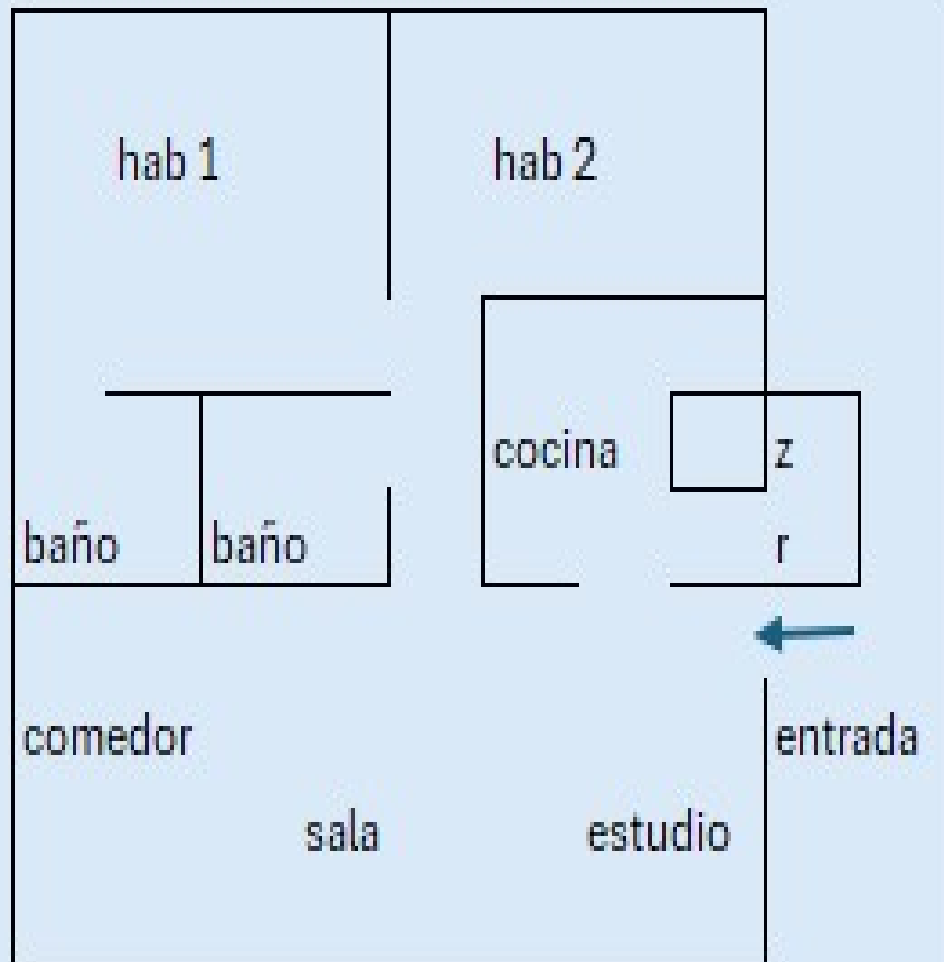 hab 1
hab 2
cocina
z
baño
baño
r
comedor
entrada
sala
estudio